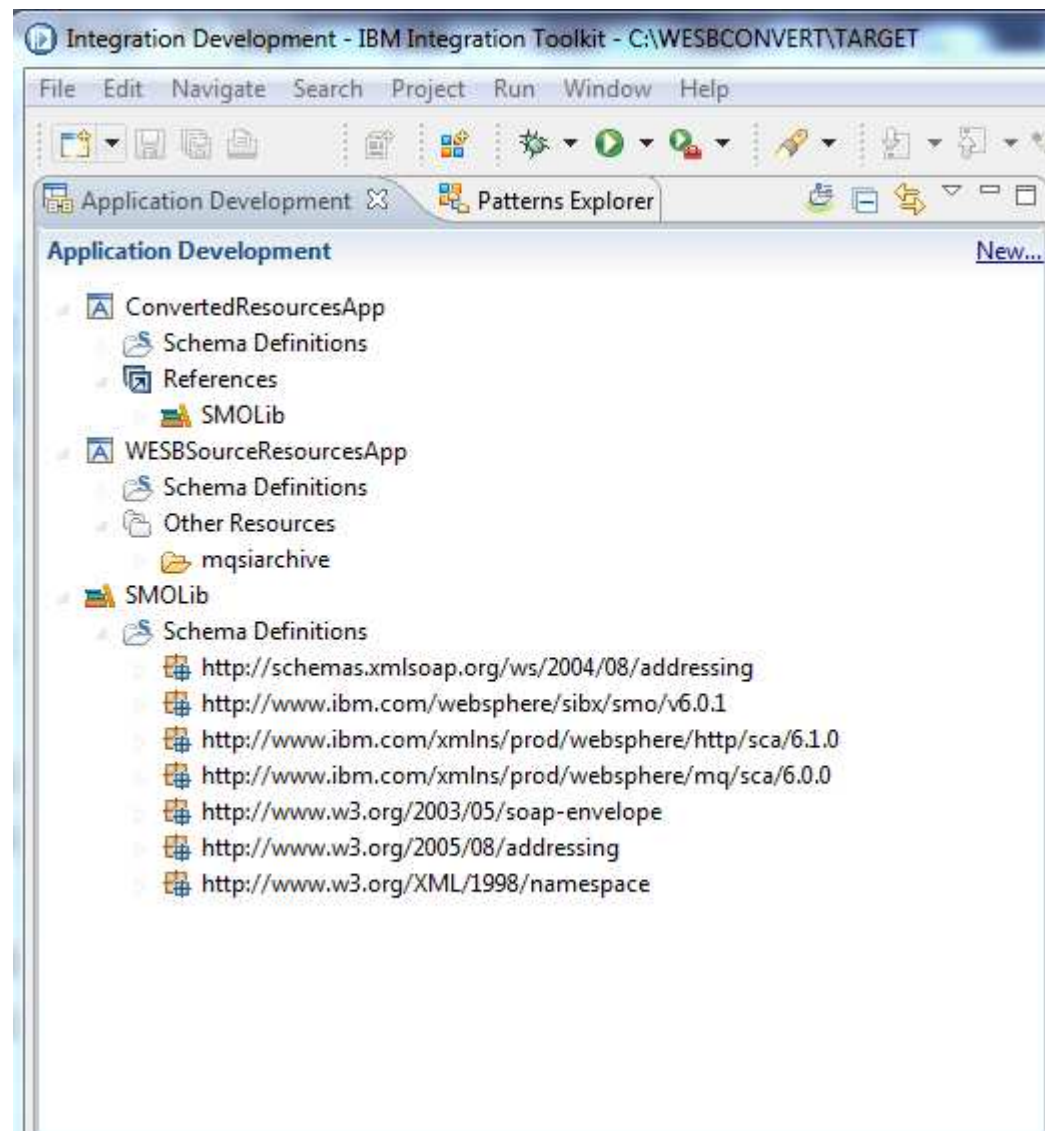 Integration Development - IBM Integration Toolkit - C:\WESBCONVERT\TARGET
File Edit Navigate Search Project Run Window Help
Application Development Patterns Explorer
Application Development New...
ConvertedResourcesApp
Schema Definitions
References
SMOLib
WESBSourceResourcesApp
Schema Definitions
Other Resources
mqsiarchive
SMOLib
Schema Definitions
http://schemas.xmlsoap.org/ws/2004/08/addressing
http://www.ibm.com/websphere/sibx/smo/v6.0.1
http://www.ibm.com/xmlns/prod/websphere/http/sca/6.1.0
http://www.ibm.com/xmlns/prod/websphere/mq/sca/6.0.0
http://www.w3.org/2003/05/soap-envelope
http://www.w3.org/2005/08/addressing
http://www.w3.org/XML/1998/namespace